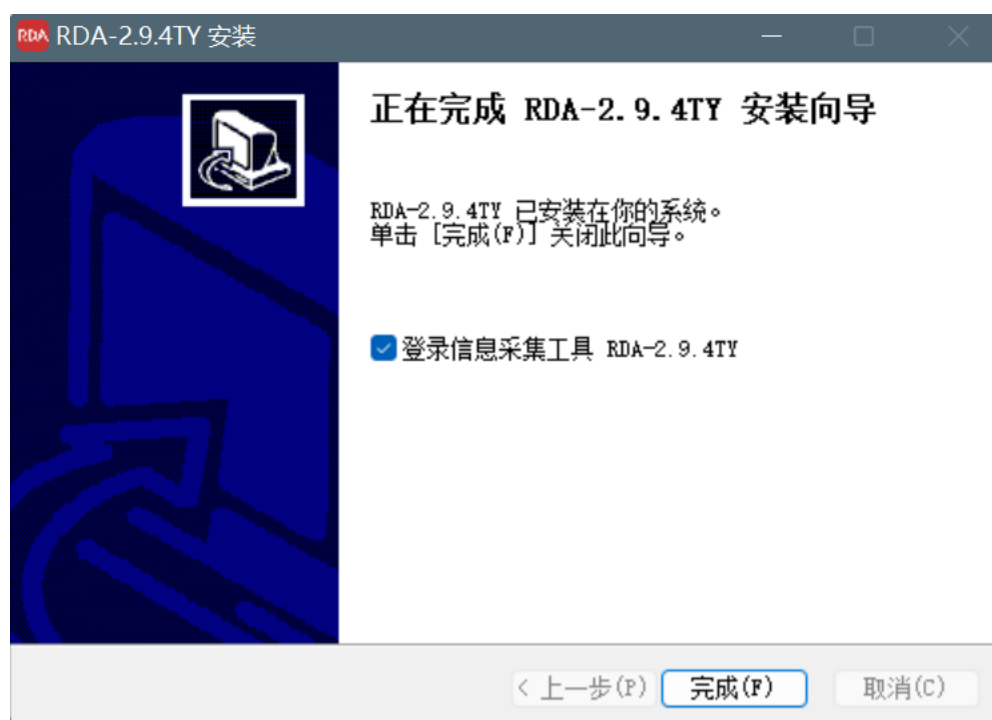 RDA RDA-2.9.4TY 安装
正在完成 RDA-2.9.4TY 安装向导
RDA-2.9.4TY 已安装在你的系统。
单击 [完成(F)] 关闭此向导。
登录信息采集工具 RDA-2.9.4TY
< 上一步(P) 完成(F) 取消(C)